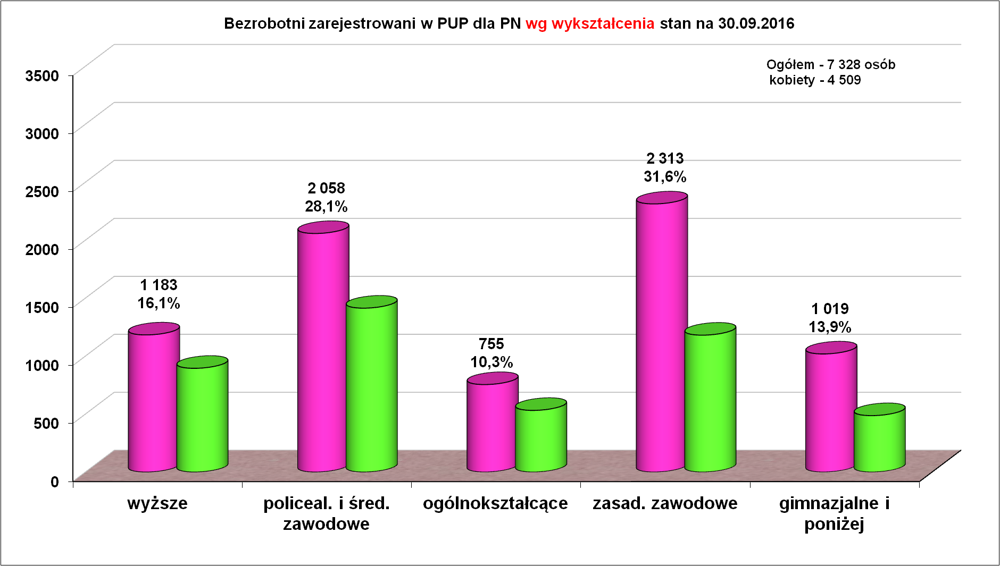 Bezrobotni zarejestrowani w PUP dla PN wg wykształcenia stan na 30.09.2016
Ogółem - 7 328 osób
kobiety - 4 509
3500
3000
2500
2000
1500
1000
500
0
1 183
16,1%
2 058
28,1%
755
10,3%
2 313
31,6%
1 019
13,9%
wyższe
policeal. i śred.
zawodowe
ogólnokształcące
zasad. zawodowe
gimnazjalne i
poniżej